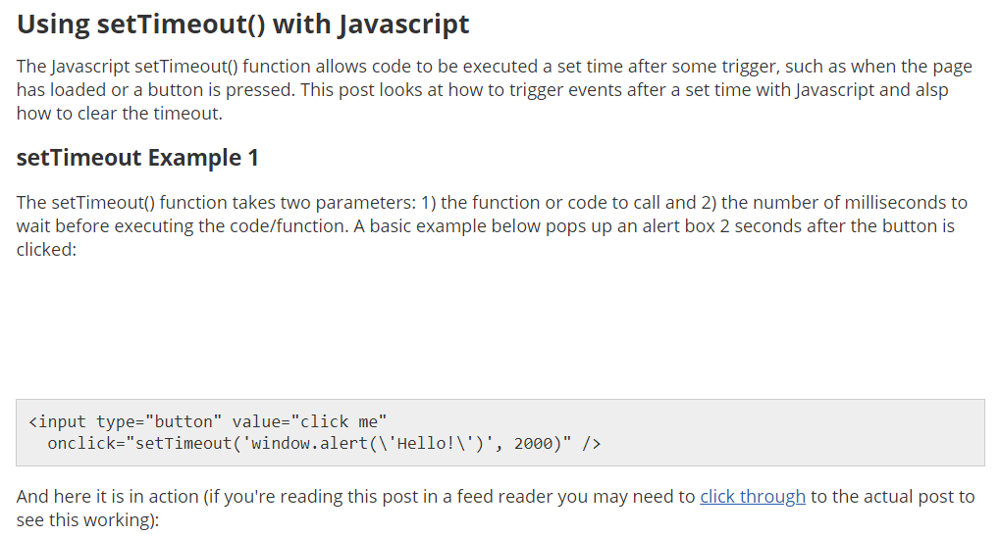 Using setTimeout() with Javascript
The Javascript setTimeout() function allows code to be executed a set time after some trigger, such as when the page
has loaded or a button is pressed. This post looks at how to trigger events after a set time with Javascript and alsp
how to clear the timeout.
setTimeout Example 1
The setTimeout() function takes two parameters: 1) the function or code to call and 2) the number of milliseconds to
wait before executing the code/function. A basic example below pops up an alert box 2 seconds after the button is
clicked:
<input type="button" value="click me"
  onclick="setTimeout('window.alert(\'Hello!\')', 2000)" />
And here it is in action (if you're reading this post in a feed reader you may need to click through to the actual post to
see this working):